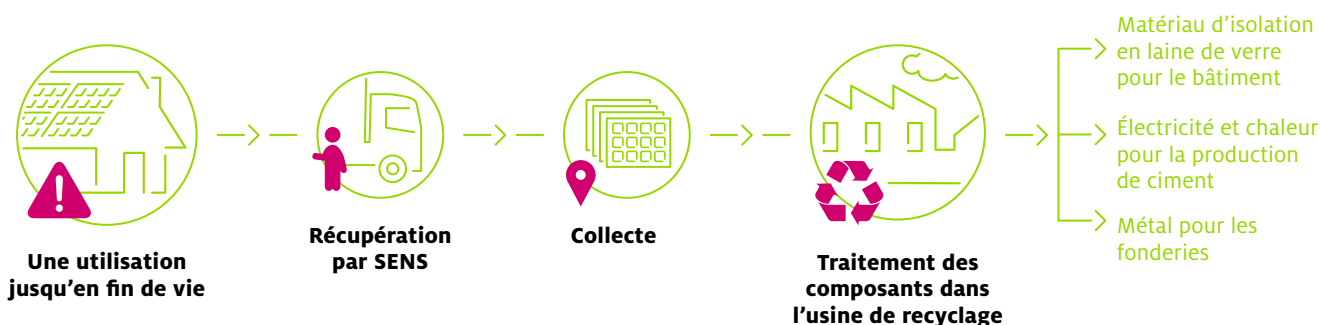 Une utilisation
jusqu’en fin de vie
Récupération
par SENS
Collecte
Traitement des
composants dans
l’usine de recyclage
Matériau d’isolation
en laine de verre
pour le bâtiment
Électricité et chaleur
pour la production
de ciment
Métal pour les
fonderies